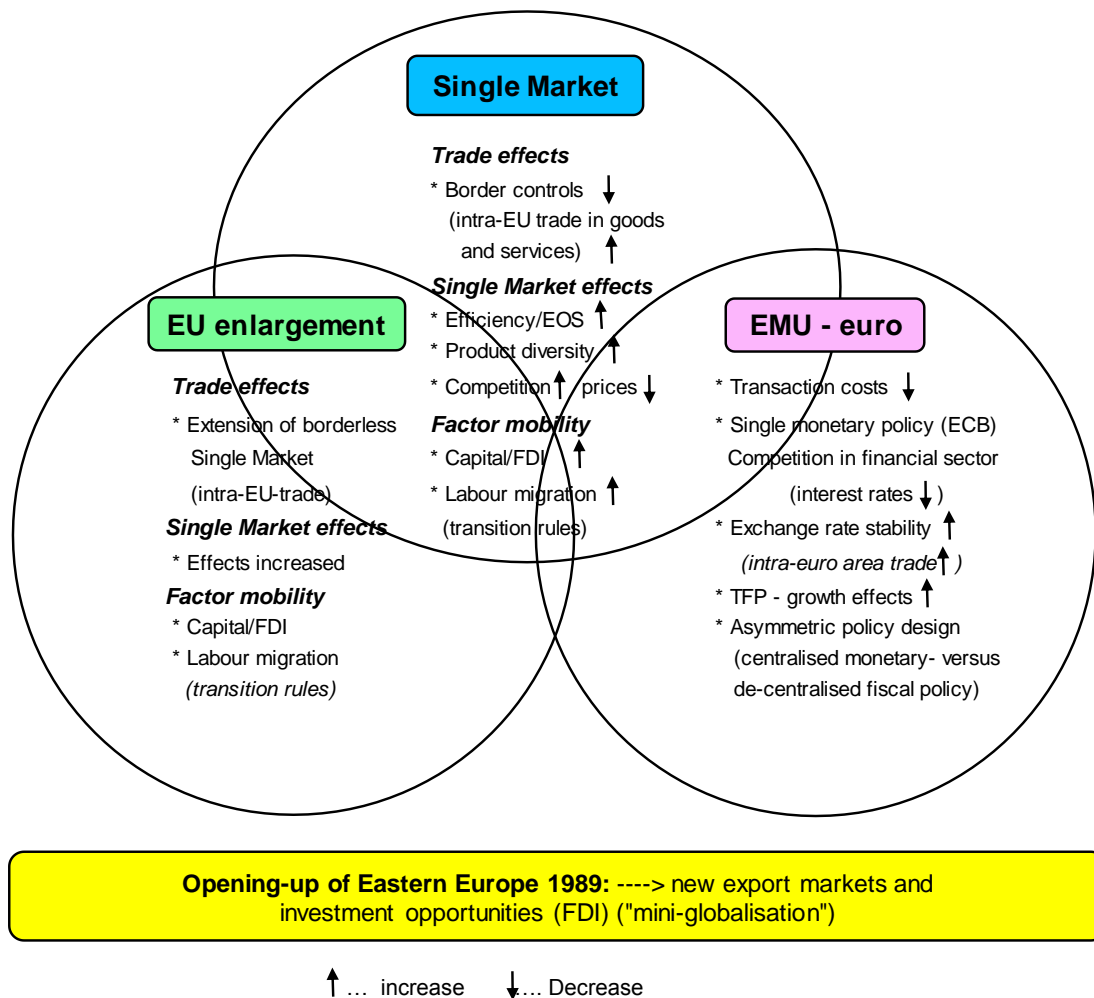 Single Market
Trade effects
* Border controls ↓
(intra-EU trade in goods
and services) ↑
Single Market effects
* Efficiency/EOS ↑
* Product diversity ↑
* Competition ↑ prices ↓
Factor mobility
* Capital/FDI ↑
* Labour migration ↑
(transition rules)
EU enlargement
Trade effects
* Extension of borderless
Single Market
(intra-EU-trade)
Single Market effects
* Effects increased
Factor mobility
* Capital/FDI
* Labour migration
(transition rules)
EMU - euro
* Transaction costs ↓
* Single monetary policy (ECB)
Competition in financial sector
(interest rates ↓)
* Exchange rate stability ↑
(intra-euro area trade ↑)
* TFP - growth effects ↑
* Asymmetric policy design
(centralised monetary- versus
de-centralised fiscal policy)
Opening-up of Eastern Europe 1989: ----> new export markets and
investment opportunities (FDI) ("mini-globalisation")
↑ … increase ↓…. Decrease